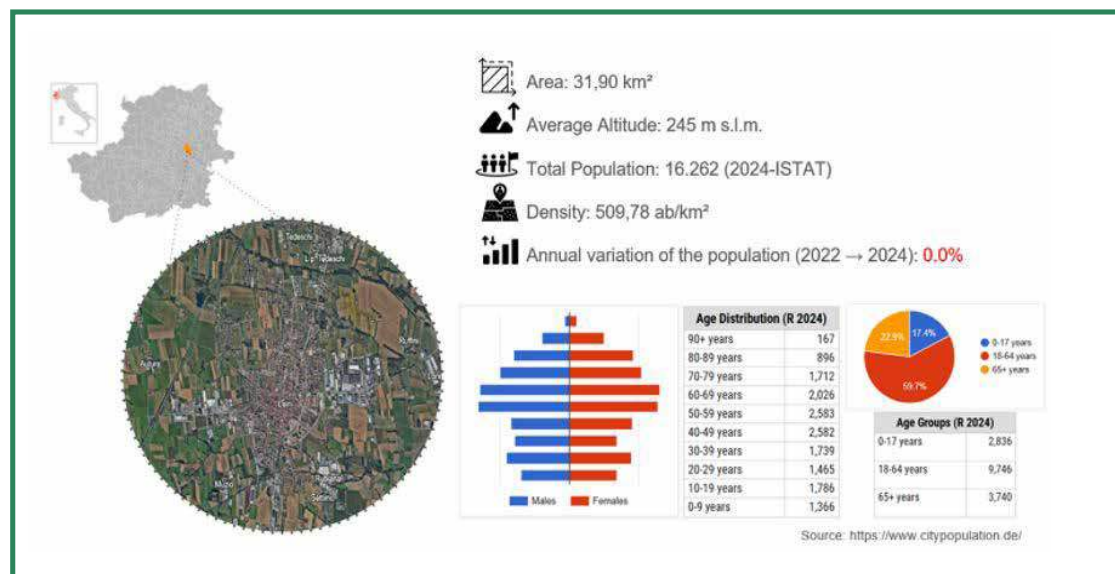 Area: 31,90 km²
Average Altitude: 245 m s.l.m.
Total Population: 16.262 (2024-ISTAT)
Density: 509,78 ab/km²
Annual variation of the population (2022 → 2024): 0.0%
Tedeschi
L.p. Tedeschi
Ruffini
Autura
Muzio
Males
Females
Age Distribution (R 2024)
90+ years 167
80-89 years 896
70-79 years 1,712
60-69 years 2,026
50-59 years 2,583
40-49 years 2,582
30-39 years 1,739
20-29 years 1,465
10-19 years 1,786
0-9 years 1,366
22.9%
17.4%
59.7%
0-17 years
18-64 years
65+ years
Age Groups (R 2024)
0-17 years 2,836
18-64 years 9,746
65+ years 3,740
Source: https://www.citypopulation.de/